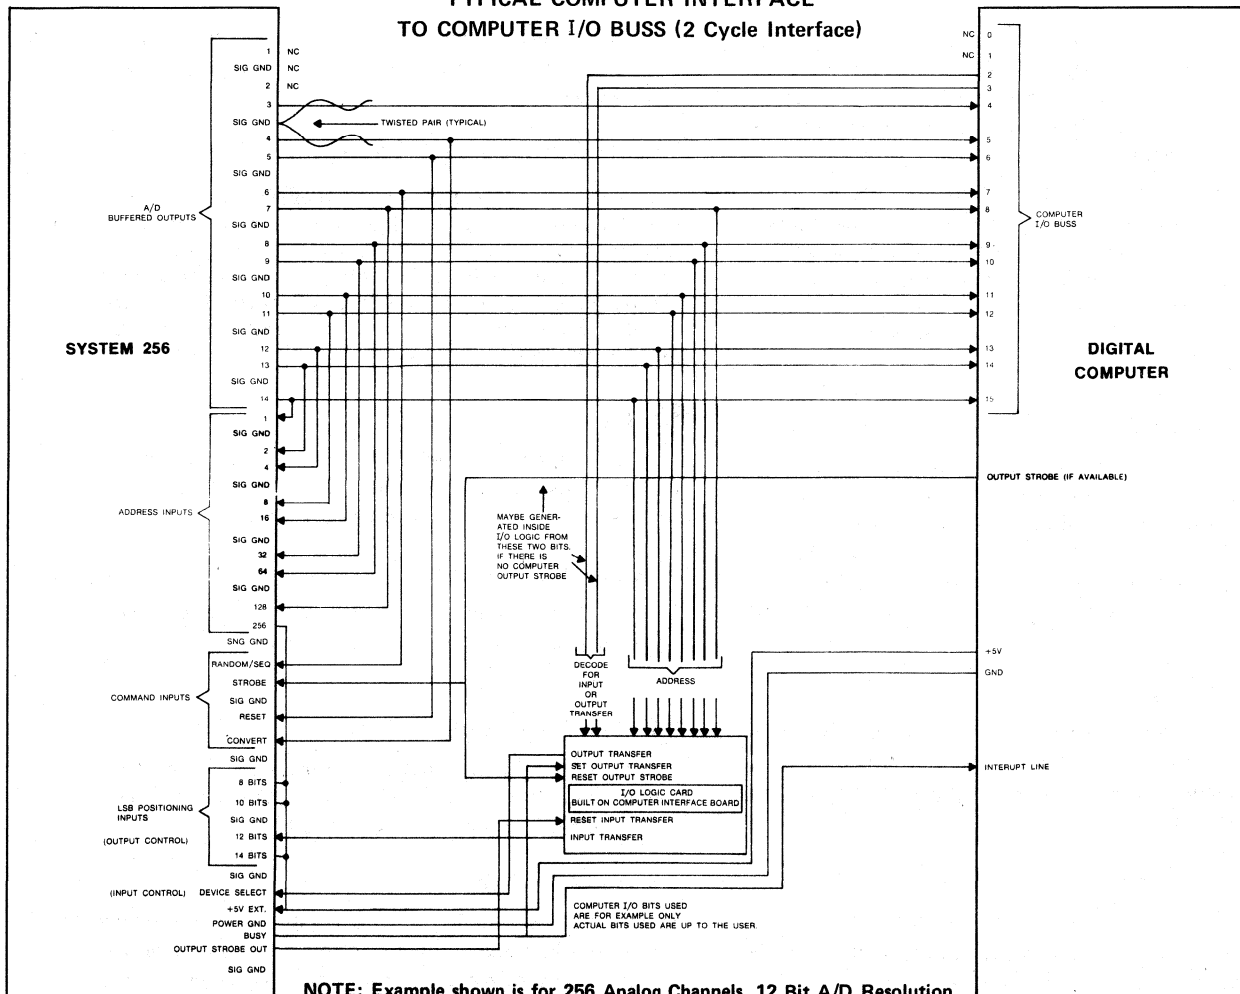 TYPICAL COMPUTER INTERFACE
TO COMPUTER I/O BUSS (2 Cycle Interface)
1 NC
SIG GND NC
2 NC
3
SIG GND
4
5
SIG GND
6
7
SIG GND
8
9
SIG GND
10
11
SIG GND
12
13
SIG GND
14
A/D
BUFFERED OUTPUTS
TWISTED PAIR (TYPICAL)
NC 0
NC 1
2
3
4
5
6
7
8
9
10
11
12
13
14
15
COMPUTER
I/O BUSS
SYSTEM 256
DIGITAL
COMPUTER
1
SIG GND
2
4
SIG GND
8
16
SIG GND
32
64
SIG GND
128
256
SNG GND
ADDRESS INPUTS
OUTPUT STROBE (IF AVAILABLE)
MAYBE GENER-
ATED INSIDE
I/O LOGIC FROM
THESE TWO BITS.
IF THERE IS
NO COMPUTER
OUTPUT STROBE
RANDOM/SEQ
STROBE
SIG GND
RESET
CONVERT
SIG GND
COMMAND INPUTS
DECODE
FOR
INPUT
OR
OUTPUT
TRANSFER
ADDRESS
+5V
GND
INTERUPT LINE
OUTPUT TRANSFER
SET OUTPUT TRANSFER
RESET OUTPUT STROBE
I/O LOGIC CARD
BUILT ON COMPUTER INTERFACE BOARD
RESET INPUT TRANSFER
INPUT TRANSFER
8 BITS
10 BITS
SIG GND
12 BITS
14 BITS
SIG GND
LSB POSITIONING
INPUTS
(OUTPUT CONTROL)
(INPUT CONTROL) DEVICE SELECT
+5V EXT.
POWER GND
BUSY
OUTPUT STROBE OUT
SIG GND
COMPUTER I/O BITS USED
ARE FOR EXAMPLE ONLY
ACTUAL BITS USED ARE UP TO THE USER.
NOTE: Example shown is for 256 Analog Channels, 12 Bit A/D Resolution